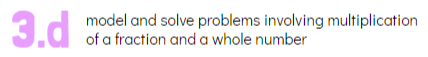 3.d
model and solve problems involving multiplication
of a fraction and a whole number